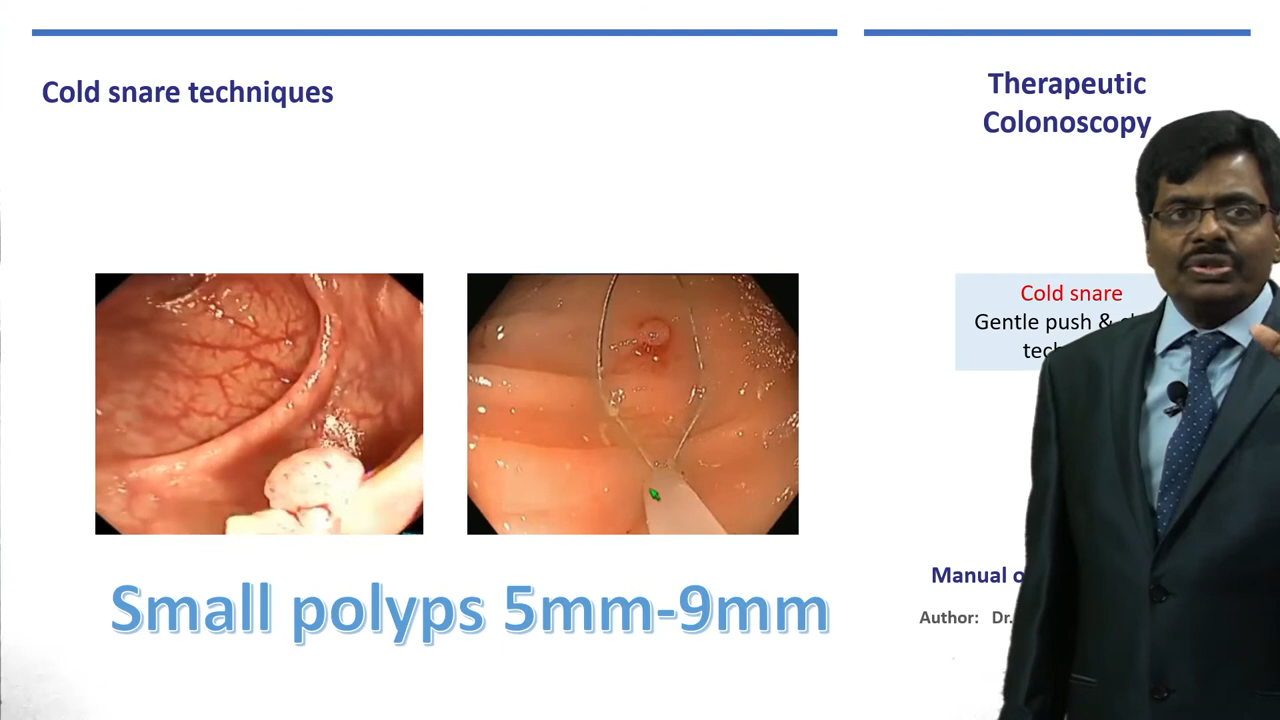 Cold snare techniques
Therapeutic
Colonoscopy
Cold snare
Gentle push &
Small polyps 5mm-9mm
Manual
Author: Dr.